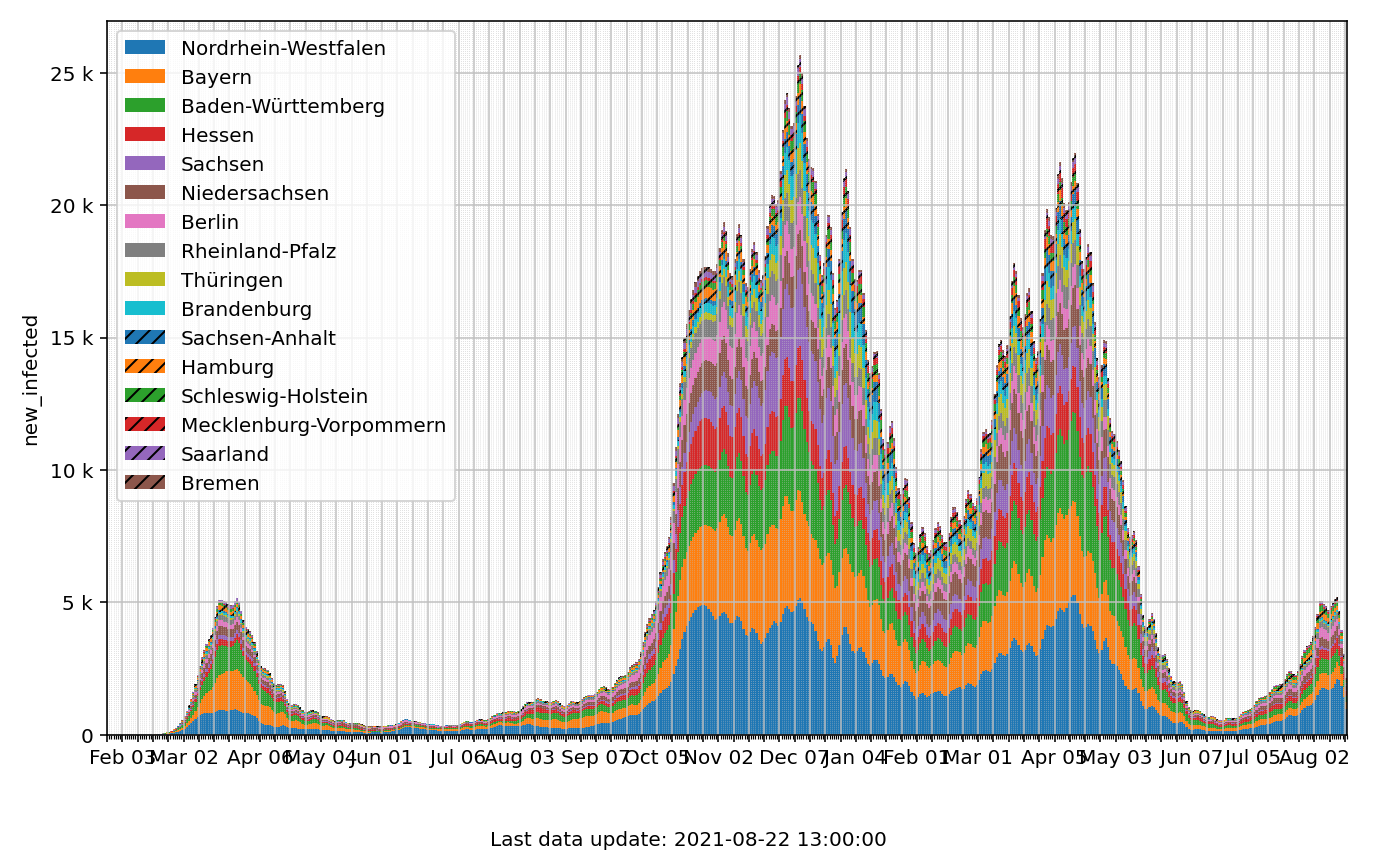 25 k
20 k
15 k
10 k
5 k
0
new_infected
Nordrhein-Westfalen
Bayern
Baden-Württemberg
Hessen
Sachsen
Niedersachsen
Berlin
Rheinland-Pfalz
Thüringen
Brandenburg
Sachsen-Anhalt
Hamburg
Schleswig-Holstein
Mecklenburg-Vorpommern
Saarland
Bremen
Feb 03 Mar 02 Apr 06 May 04 Jun 01 Jul 06 Aug 03 Sep 07 Oct 05 Nov 02 Dec 07 Jan 04 Feb 01 Mar 01 Apr 05 May 03 Jun 07 Jul 05 Aug 02
Last data update: 2021-08-22 13:00:00